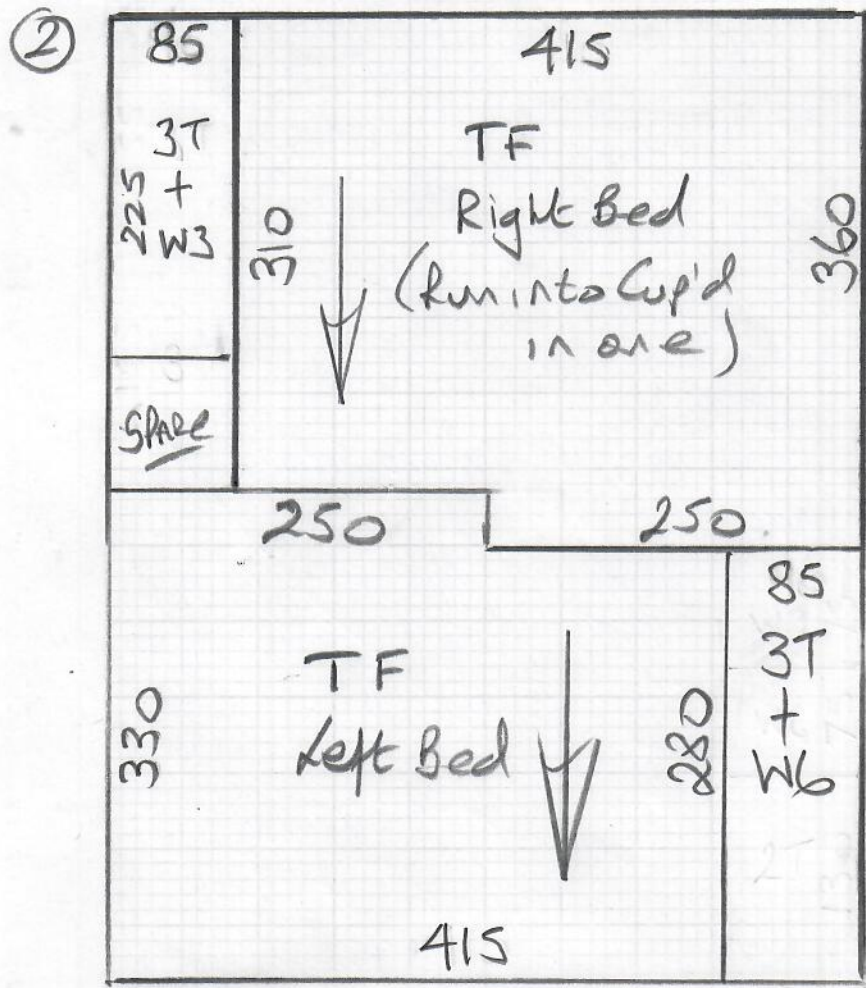 2
85
415
3T
+
W3
225
310
TF
Right Bed
(Run into Cup'd
in one)
360
SPARE
250
250
85
3T
+
W6
TF
Left Bed
330
280
415